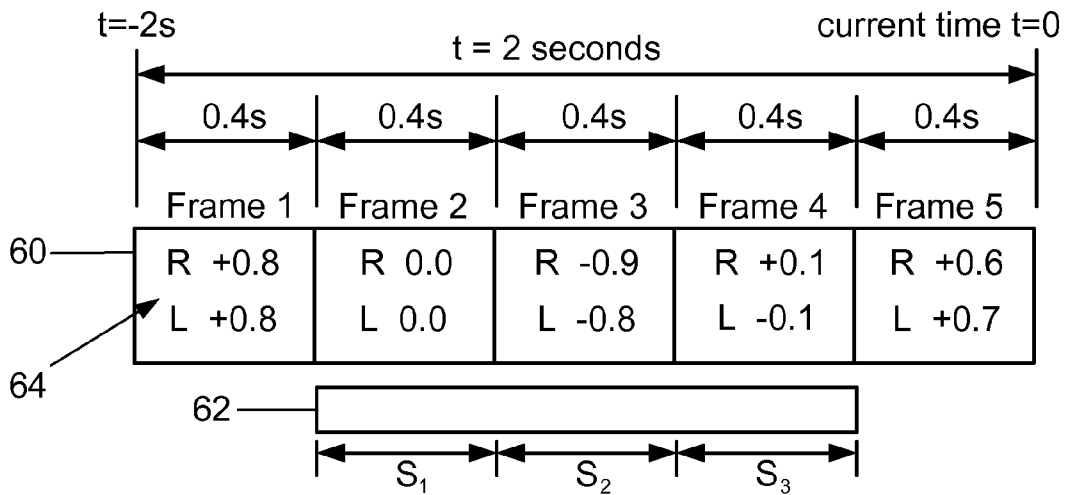 t=-2s current time t=0
t = 2 seconds
0.4s 0.4s 0.4s 0.4s 0.4s
Frame 1 Frame 2 Frame 3 Frame 4 Frame 5
60 R +0.8 R 0.0 R -0.9 R +0.1 R +0.6
L +0.8 L 0.0 L -0.8 L -0.1 L +0.7
64
62
S₁ S₂ S₃